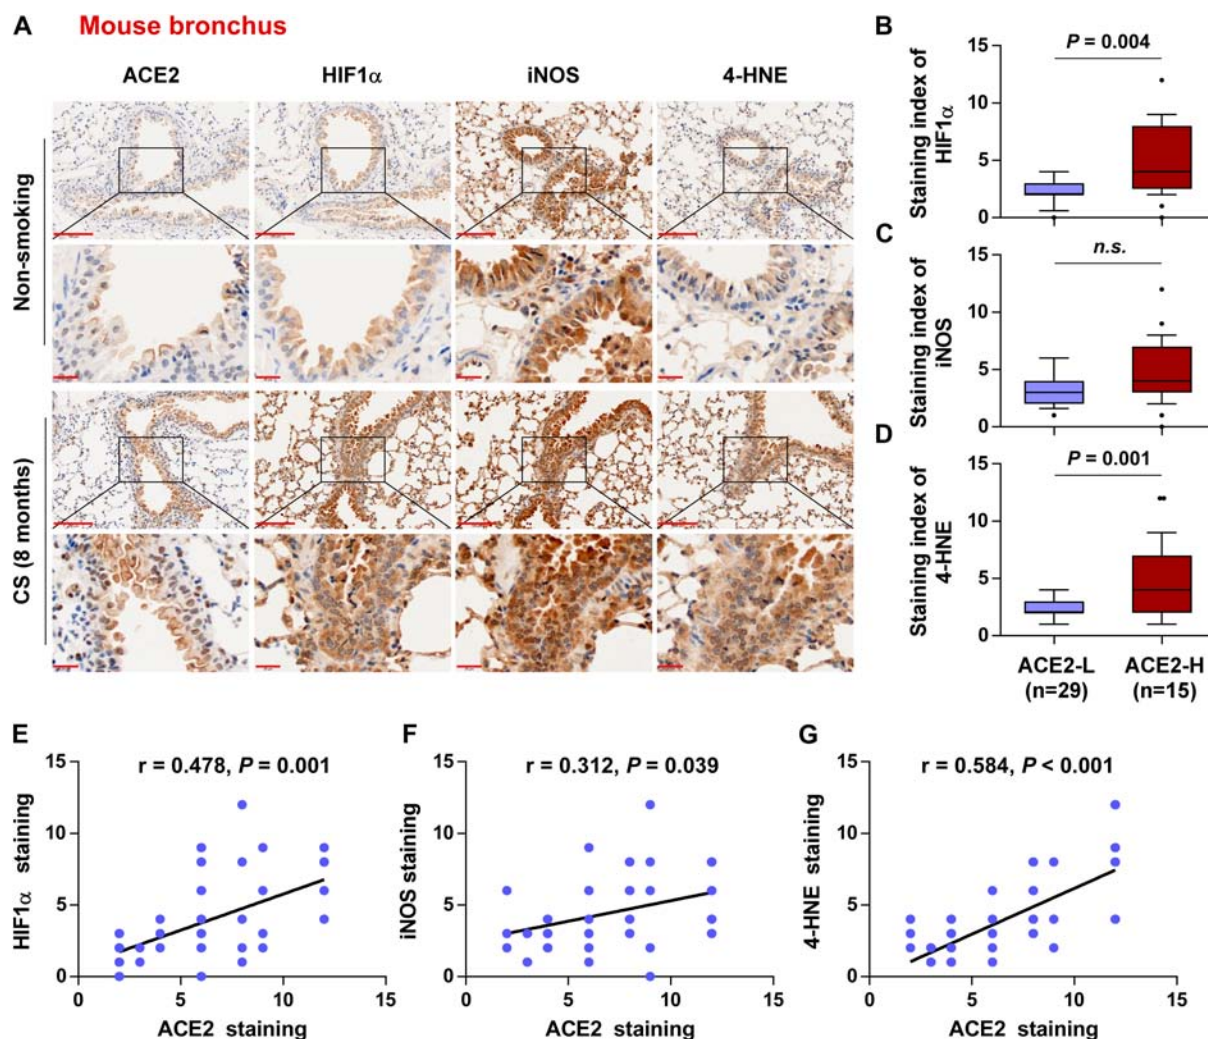 A Mouse bronchus
ACE2 HIF1α iNOS 4-HNE
Non-smoking
CS (8 months)
B
Staining index of
HIF1α
15
10
5
0
P = 0.004
C
Staining index of
iNOS
15
10
5
0
n.s.
D
Staining index of
4-HNE
15
10
5
0
P = 0.001
ACE2-L ACE2-H
(n=29) (n=15)
E
r = 0.478, P = 0.001
HIF1α staining
15
10
5
0
0 5 10 15
ACE2 staining
F
r = 0.312, P = 0.039
iNOS staining
15
10
5
0
0 5 10 15
ACE2 staining
G
r = 0.584, P < 0.001
4-HNE staining
15
10
5
0
0 5 10 15
ACE2 staining